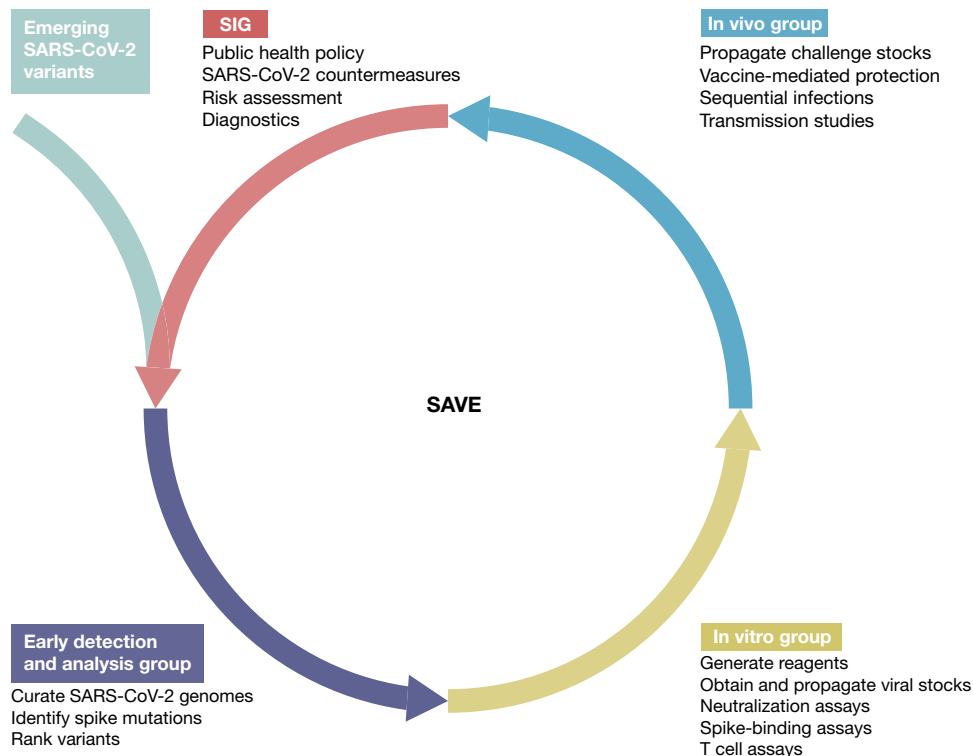 Emerging
SARS-CoV-2
variants
SIG
Public health policy
SARS-CoV-2 countermeasures
Risk assessment
Diagnostics
In vivo group
Propagate challenge stocks
Vaccine-mediated protection
Sequential infections
Transmission studies
SAVE
Early detection
and analysis group
Curate SARS-CoV-2 genomes
Identify spike mutations
Rank variants
In vitro group
Generate reagents
Obtain and propagate viral stocks
Neutralization assays
Spike-binding assays
T cell assays